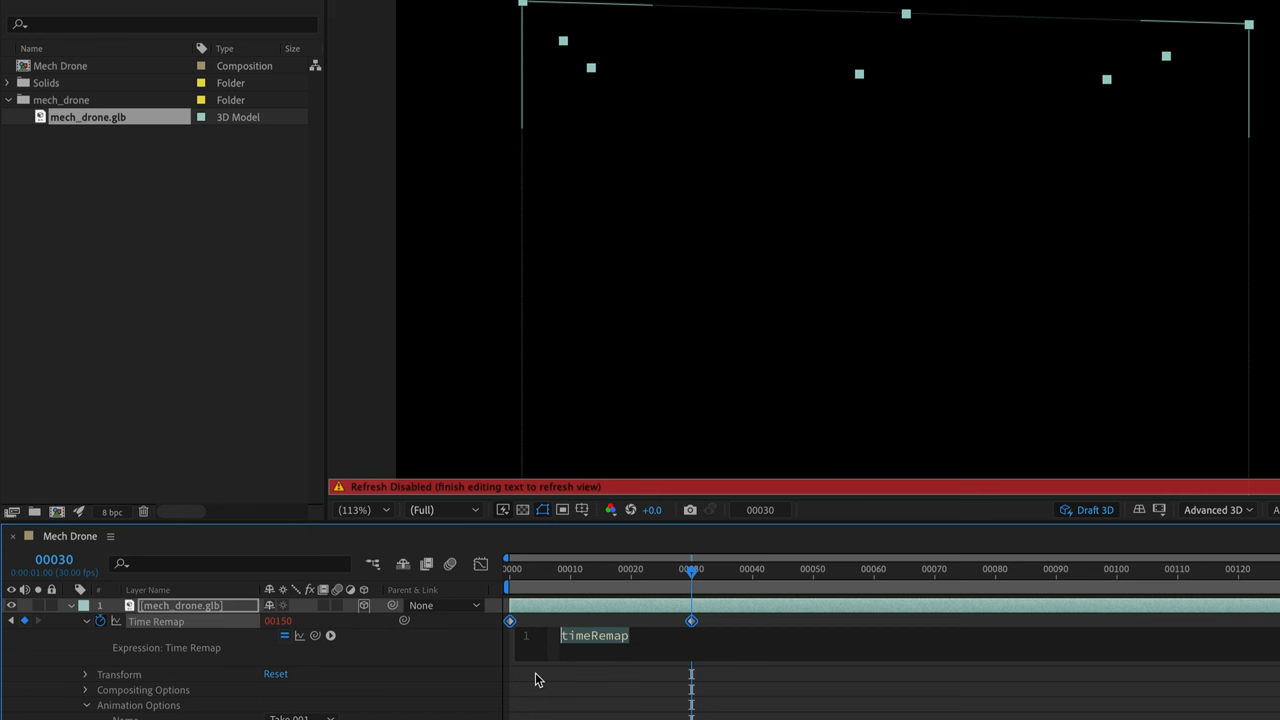 Name Type Size
Mech Drone Composition
Solids Folder
mech_drone Folder
mech_drone.glb 3D Model
Refresh Disabled (finish editing text to refresh view)
8 bpc (113%) (Full) +0.0 00030 Draft 3D Advanced 3D
Mech Drone
00030
0:00:01:00 (30.00 fps)
0000 00010 00020 00030 00040 00050 00060 00070 00080 00090 00100 00110 00120
# Layer Name fx Parent & Link
1 [mech_drone.glb] None
Time Remap 00150
1 timeRemap
Expression: Time Remap
Transform Reset
Compositing Options
Animation Options
Name Take 001